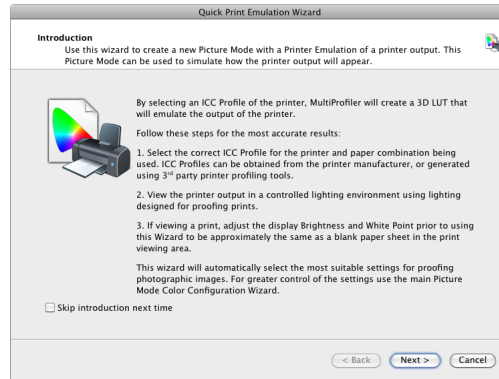 Quick Print Emulation Wizard
Introduction
Use this wizard to create a new Picture Mode with a Printer Emulation of a printer output. This
Picture Mode can be used to simulate how the printer output will appear.
By selecting an ICC Profile of the printer, MultiProfiler will create a 3D LUT that
will emulate the output of the printer.
Follow these steps for the most accurate results:
1. Select the correct ICC Profile for the printer and paper combination being
used. ICC Profiles can be obtained from the printer manufacturer, or generated
using 3rd party printer profiling tools.
2. View the printer output in a controlled lighting environment using lighting
designed for proofing prints.
3. If viewing a print, adjust the display Brightness and White Point prior to using
this Wizard to be approximately the same as a blank paper sheet in the print
viewing area.
This wizard will automatically select the most suitable settings for proofing
photographic images. For greater control of the settings use the main Picture
Mode Color Configuration Wizard.
Skip introduction next time
< Back Next > Cancel